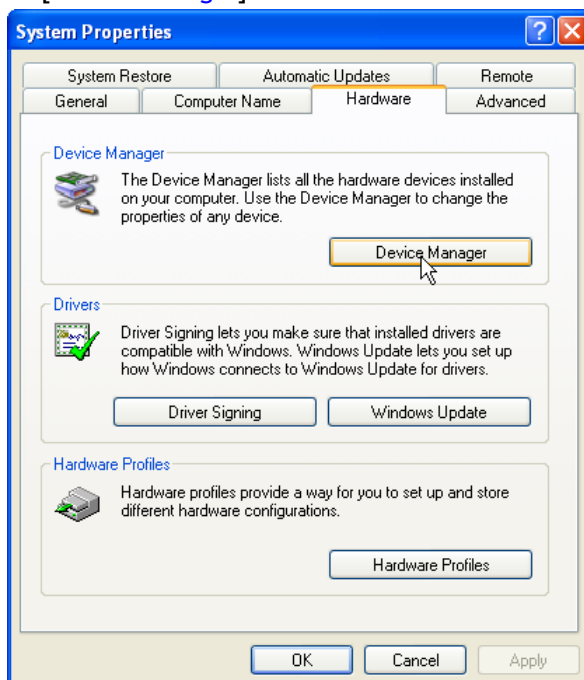 System Properties
System Restore Automatic Updates Remote
General Computer Name Hardware Advanced
Device Manager
The Device Manager lists all the hardware devices installed
on your computer. Use the Device Manager to change the
properties of any device.
Device Manager
Drivers
Driver Signing lets you make sure that installed drivers are
compatible with Windows. Windows Update lets you set up
how Windows connects to Windows Update for drivers.
Driver Signing Windows Update
Hardware Profiles
Hardware profiles provide a way for you to set up and store
different hardware configurations.
Hardware Profiles
OK Cancel Apply